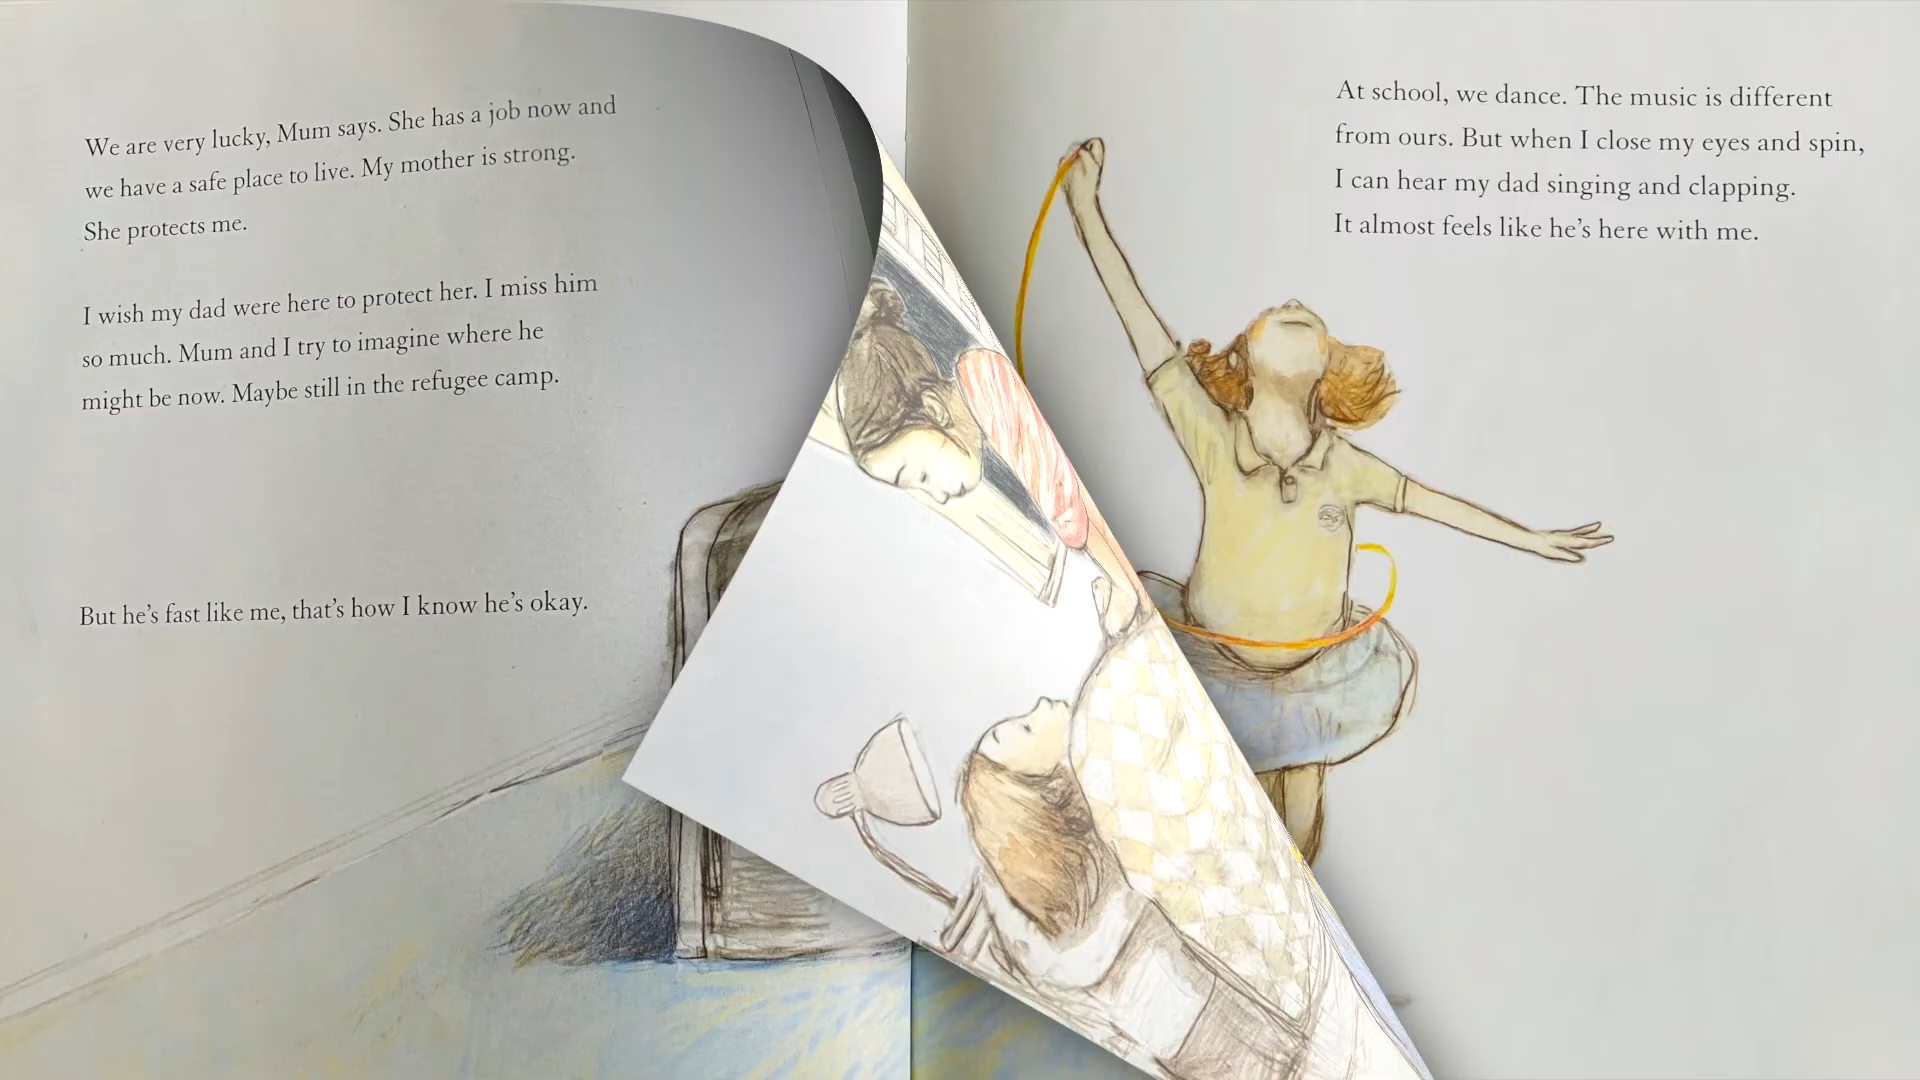 We are very lucky, Mum says. She has a job now and
we have a safe place to live. My mother is strong.
She protects me.
I wish my dad were here to protect her. I miss him
so much. Mum and I try to imagine where he
might be now. Maybe still in the refugee camp.
But he's fast like me, that's how I know he's okay.
At school, we dance. The music is different
from ours. But when I close my eyes and spin,
I can hear my dad singing and clapping.
It almost feels like he's here with me.